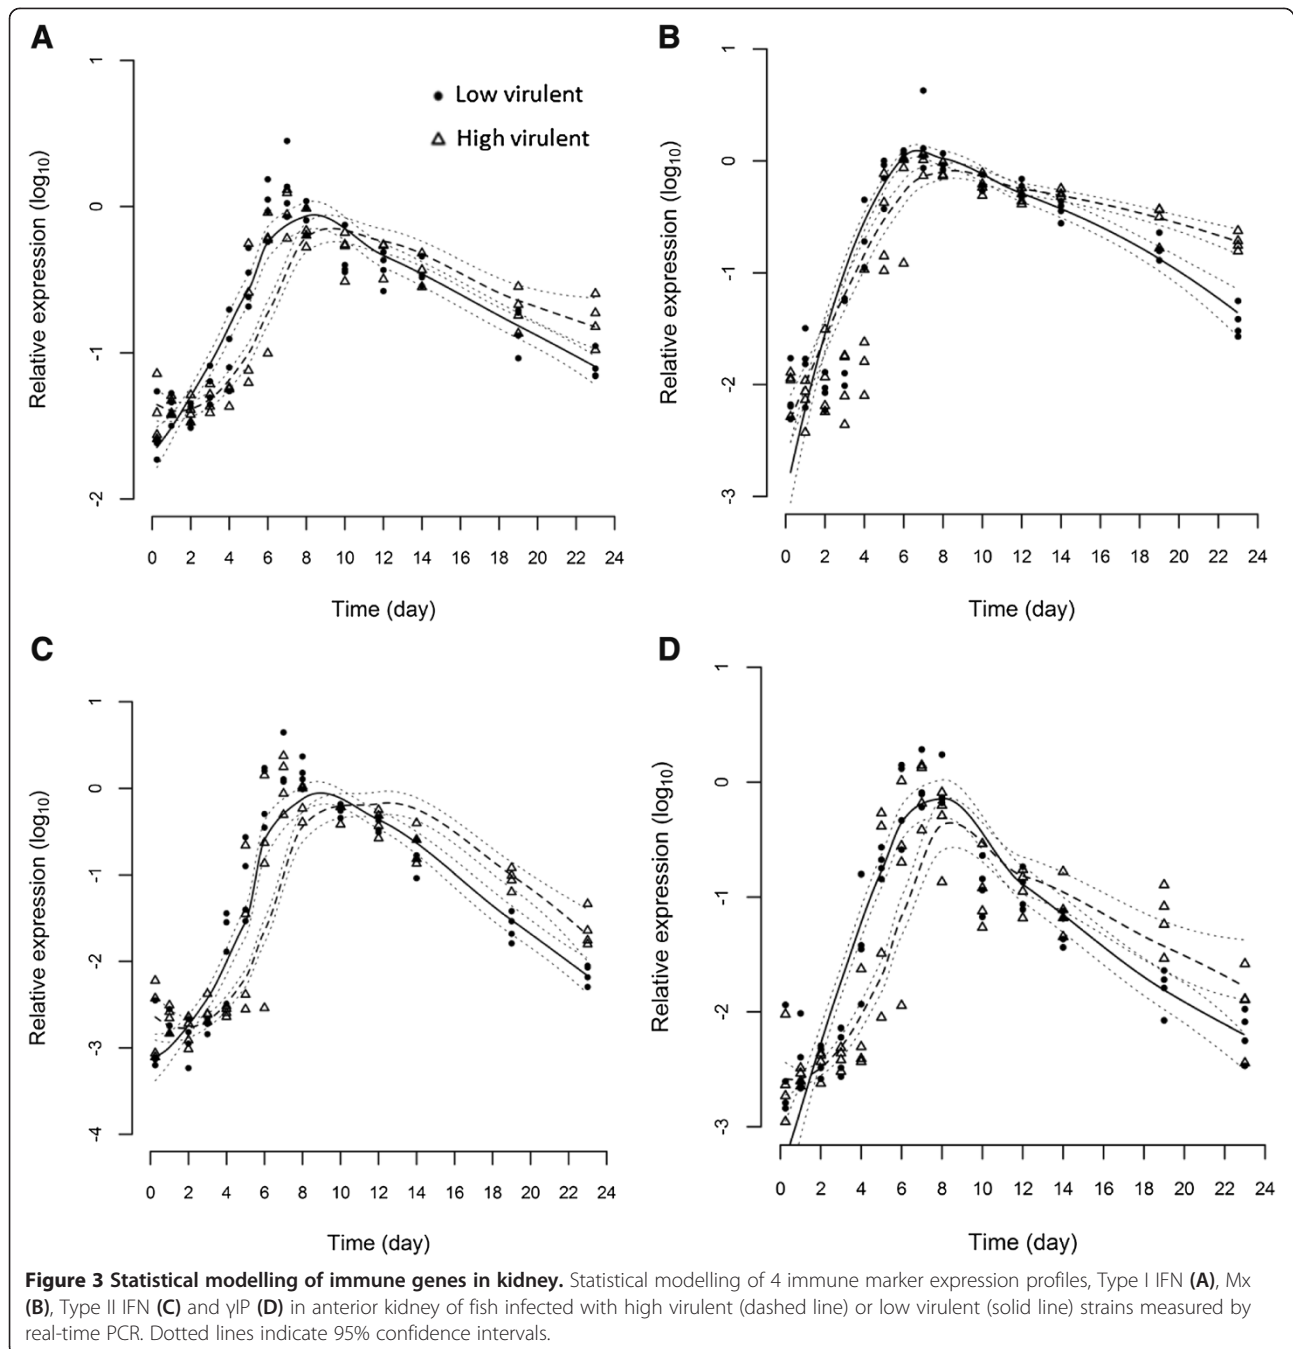 A
1
0
-1
-2
Relative expression (log10)
Low virulent
High virulent
0 2 4 6 8 10 12 14 16 18 20 22 24
Time (day)
B
1
0
-1
-2
-3
Relative expression (log10)
0 2 4 6 8 10 12 14 16 18 20 22 24
Time (day)
C
1
0
-1
-2
-3
-4
Relative expression (log10)
0 2 4 6 8 10 12 14 16 18 20 22 24
Time (day)
D
1
0
-1
-2
-3
Relative expression (log10)
0 2 4 6 8 10 12 14 16 18 20 22 24
Time (day)
Figure 3 Statistical modelling of immune genes in kidney. Statistical modelling of 4 immune marker expression profiles, Type I IFN (A), Mx
(B), Type II IFN (C) and γIP (D) in anterior kidney of fish infected with high virulent (dashed line) or low virulent (solid line) strains measured by
real-time PCR. Dotted lines indicate 95% confidence intervals.